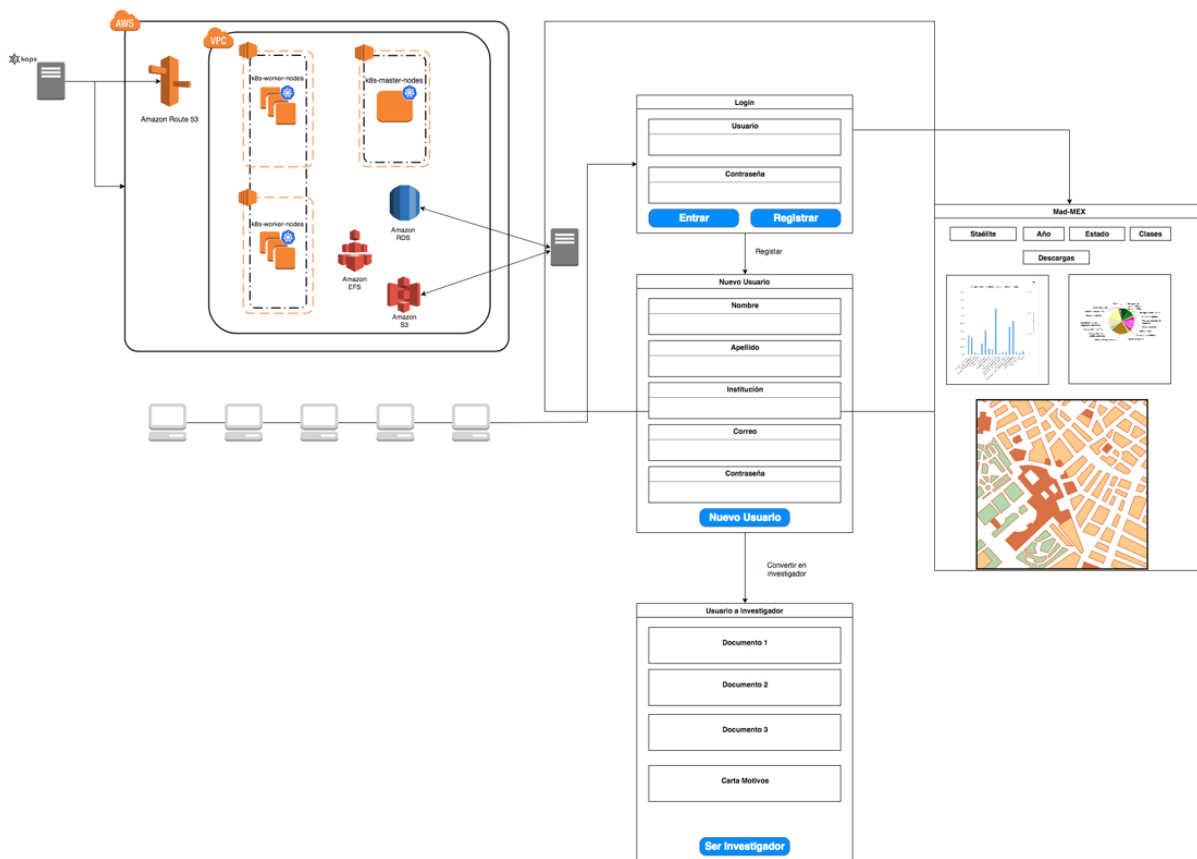 AWS
VPC
kops
k8s-worker-nodes
k8s-master-nodes
Amazon Route 53
k8s-worker-nodes
Amazon
RDS
Amazon
EFS
Amazon
S3
Login
Usuario
Contraseña
Entrar
Registrar
Registar
Nuevo Usuario
Nombre
Apellido
Institución
Correo
Contraseña
Nuevo Usuario
Convertir en
investigador
Usuario a Investigador
Documento 1
Documento 2
Documento 3
Carta Motivos
Ser Investigador
Mad-MEX
Staélite
Año
Estado
Clases
Descargas